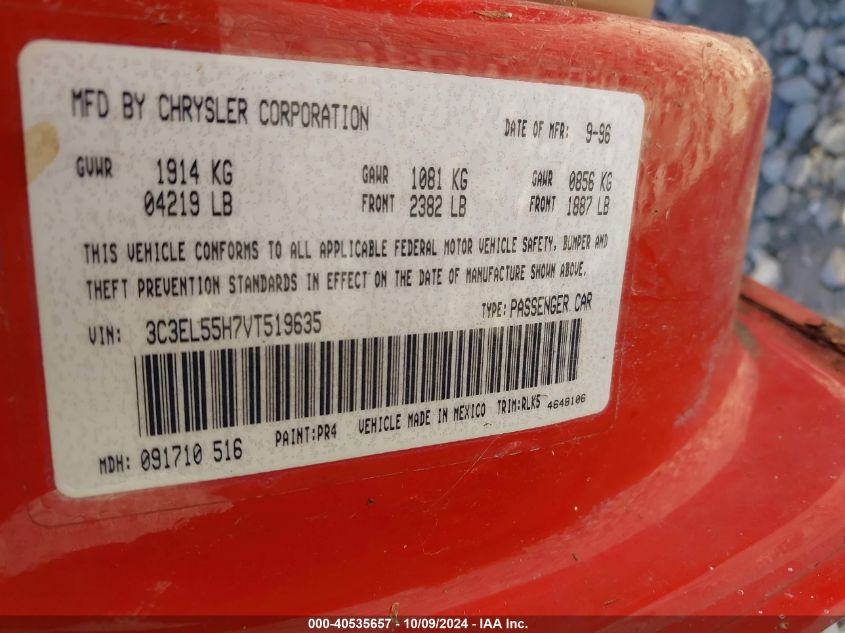 MFD BY CHRYSLER CORPORATION DATE OF MFR: 9-96
GVWR 1914 KG GAWR 1081 KG GAWR 0856 KG
04219 LB FRONT 2382 LB FRONT 1887 LB
THIS VEHICLE CONFORMS TO ALL APPLICABLE FEDERAL MOTOR VEHICLE SAFETY, BUMPER AND
THEFT PREVENTION STANDARDS IN EFFECT ON THE DATE OF MANUFACTURE SHOWN ABOVE.
VIN: 3C3EL55H7VT519635 TYPE: PASSENGER CAR
MDH: 091710 516 PAINT:PR4 VEHICLE MADE IN MEXICO TRIM:RLK5 4648106
000-40535657 - 10/09/2024 - IAA Inc.